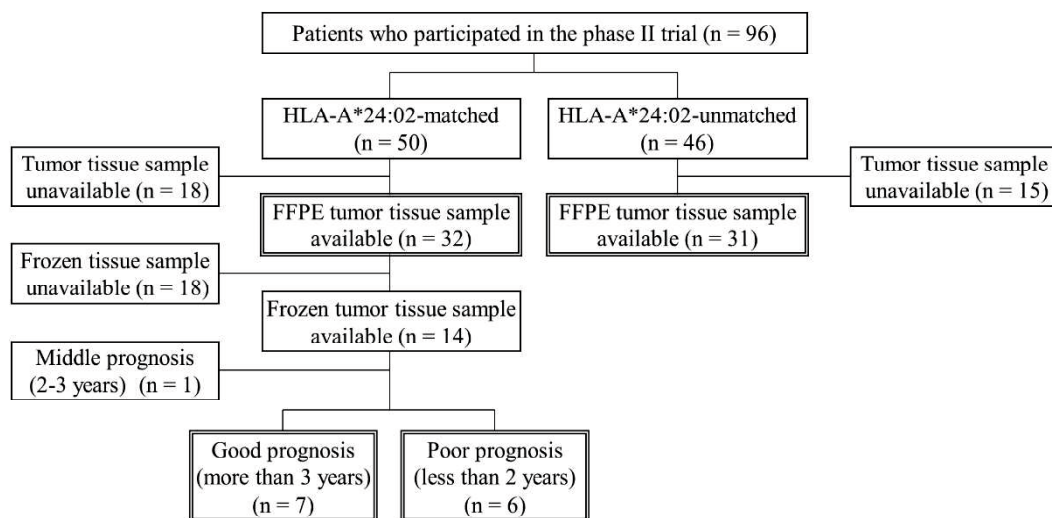 Patients who participated in the phase II trial (n = 96)
HLA-A*24:02-matched
(n = 50)
HLA-A*24:02-unmatched
(n = 46)
Tumor tissue sample
unavailable (n = 18)
Tumor tissue sample
unavailable (n = 15)
FFPE tumor tissue sample
available (n = 32)
FFPE tumor tissue sample
available (n = 31)
Frozen tissue sample
unavailable (n = 18)
Frozen tumor tissue sample
available (n = 14)
Middle prognosis
(2-3 years) (n = 1)
Good prognosis
(more than 3 years)
(n = 7)
Poor prognosis
(less than 2 years)
(n = 6)